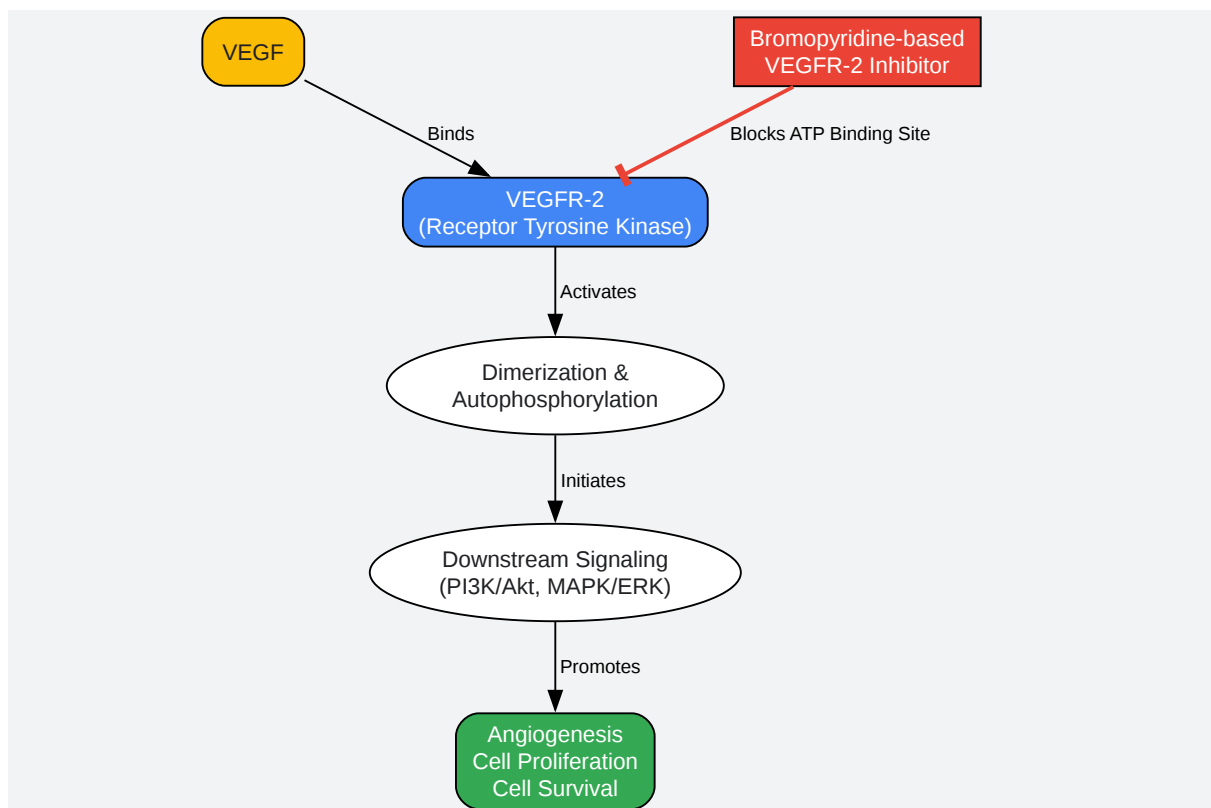 VEGF
Bromopyridine-based
VEGFR-2 Inhibitor
Binds
Blocks ATP Binding Site
VEGFR-2
(Receptor Tyrosine Kinase)
Activates
Dimerization &
Autophosphorylation
Initiates
Downstream Signaling
(PI3K/Akt, MAPK/ERK)
Promotes
Angiogenesis
Cell Proliferation
Cell Survival